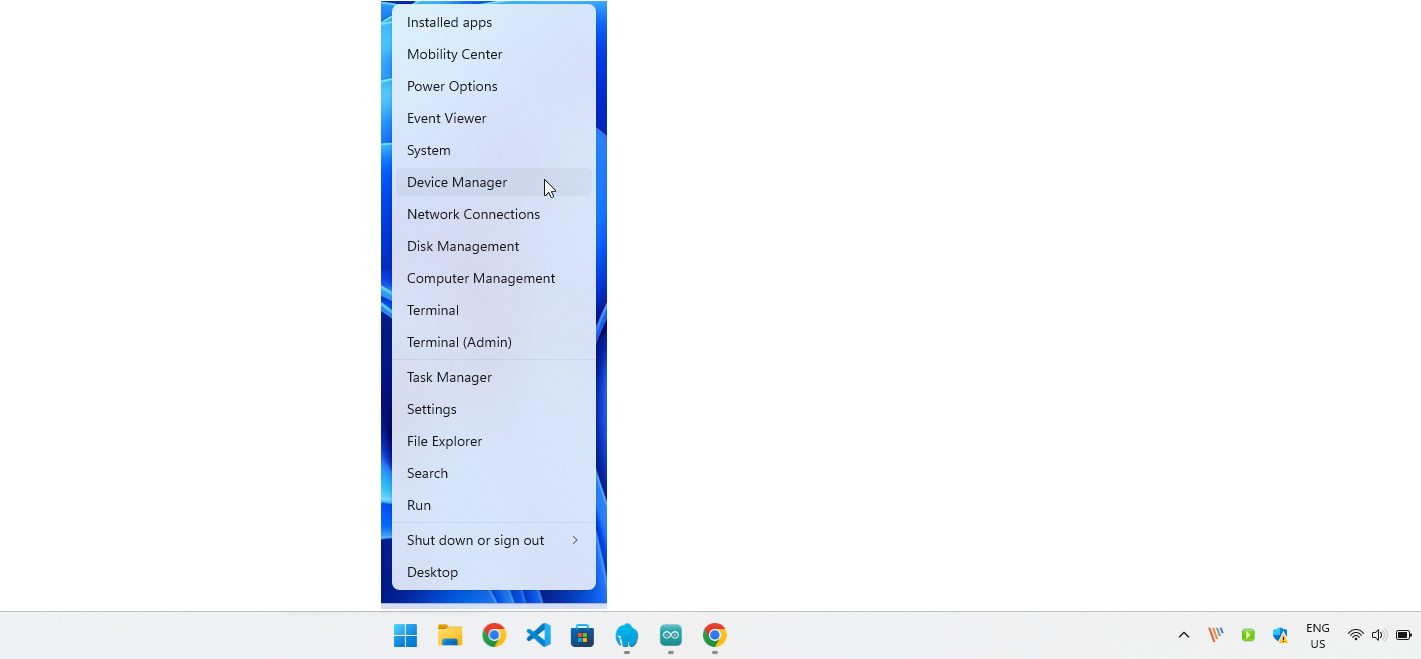 Installed apps
Mobility Center
Power Options
Event Viewer
System
Device Manager
Network Connections
Disk Management
Computer Management
Terminal
Terminal (Admin)
Task Manager
Settings
File Explorer
Search
Run
Shut down or sign out
Desktop
ENG
US